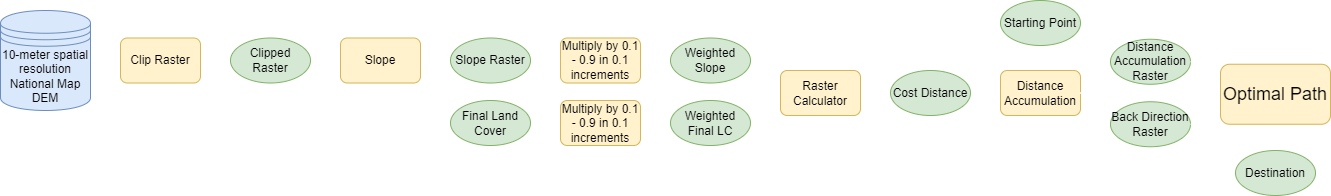 10-meter spatial
resolution
National Map
DEM
Clip Raster
Clipped
Raster
Slope
Slope Raster
Multiply by 0.1
- 0.9 in 0.1
increments
Weighted
Slope
Final Land
Cover
Multiply by 0.1
- 0.9 in 0.1
increments
Weighted
Final LC
Raster
Calculator
Cost Distance
Starting Point
Distance
Accumulation
Distance
Accumulation
Raster
Back Direction
Raster
Optimal Path
Destination